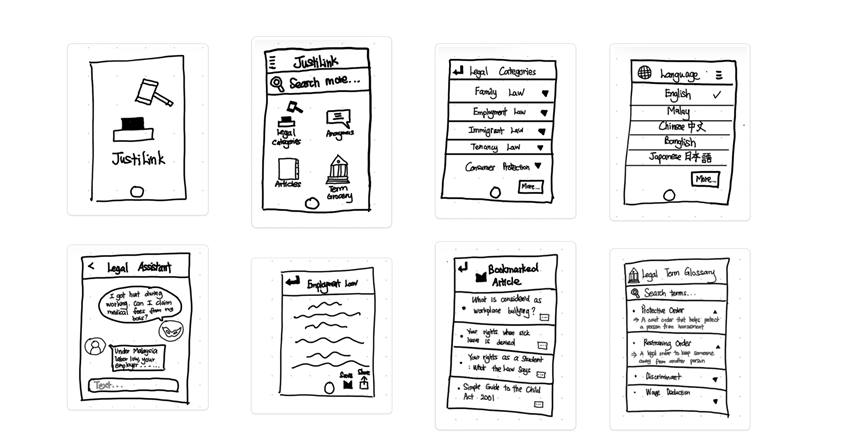 JustiLink
JustiLink
Search more...
Legal
Categories
Anonymous
Articles
Term
Grocery
Legal Categories
Family Law
Employment Law
Immigrant Law
Tenancy Law
Consumer Protection
More...
Language
English
Malay
Chinese 中文
Banglish
Japanese 日本語
More...
Legal Assistant
I got hurt during
working. Can I claim
medical fees from my
boss?
Under Malaysia
labor law, your
employer......
Text...
Employment Law
Save
Share
Bookmarked
Article
What is considered as
workplace bullying?
Your rights when sick
leave is denied
Your rights as a Student
: What the Law Says
Simple Guide to the Child
Act 2001
Legal Term Glossary
Search terms...
Protective Order
⇒ A court order that helps protect
a person from harassment
Restraining Order
⇒ A legal order to keep someone
away from another person
Discriminant
Wage Deduction